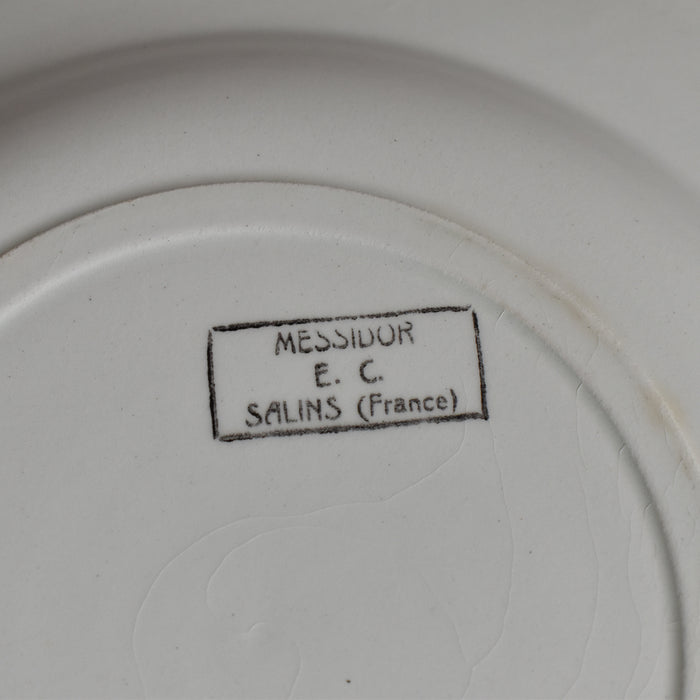 MESSIDOR
E. C.
SALINS (France)